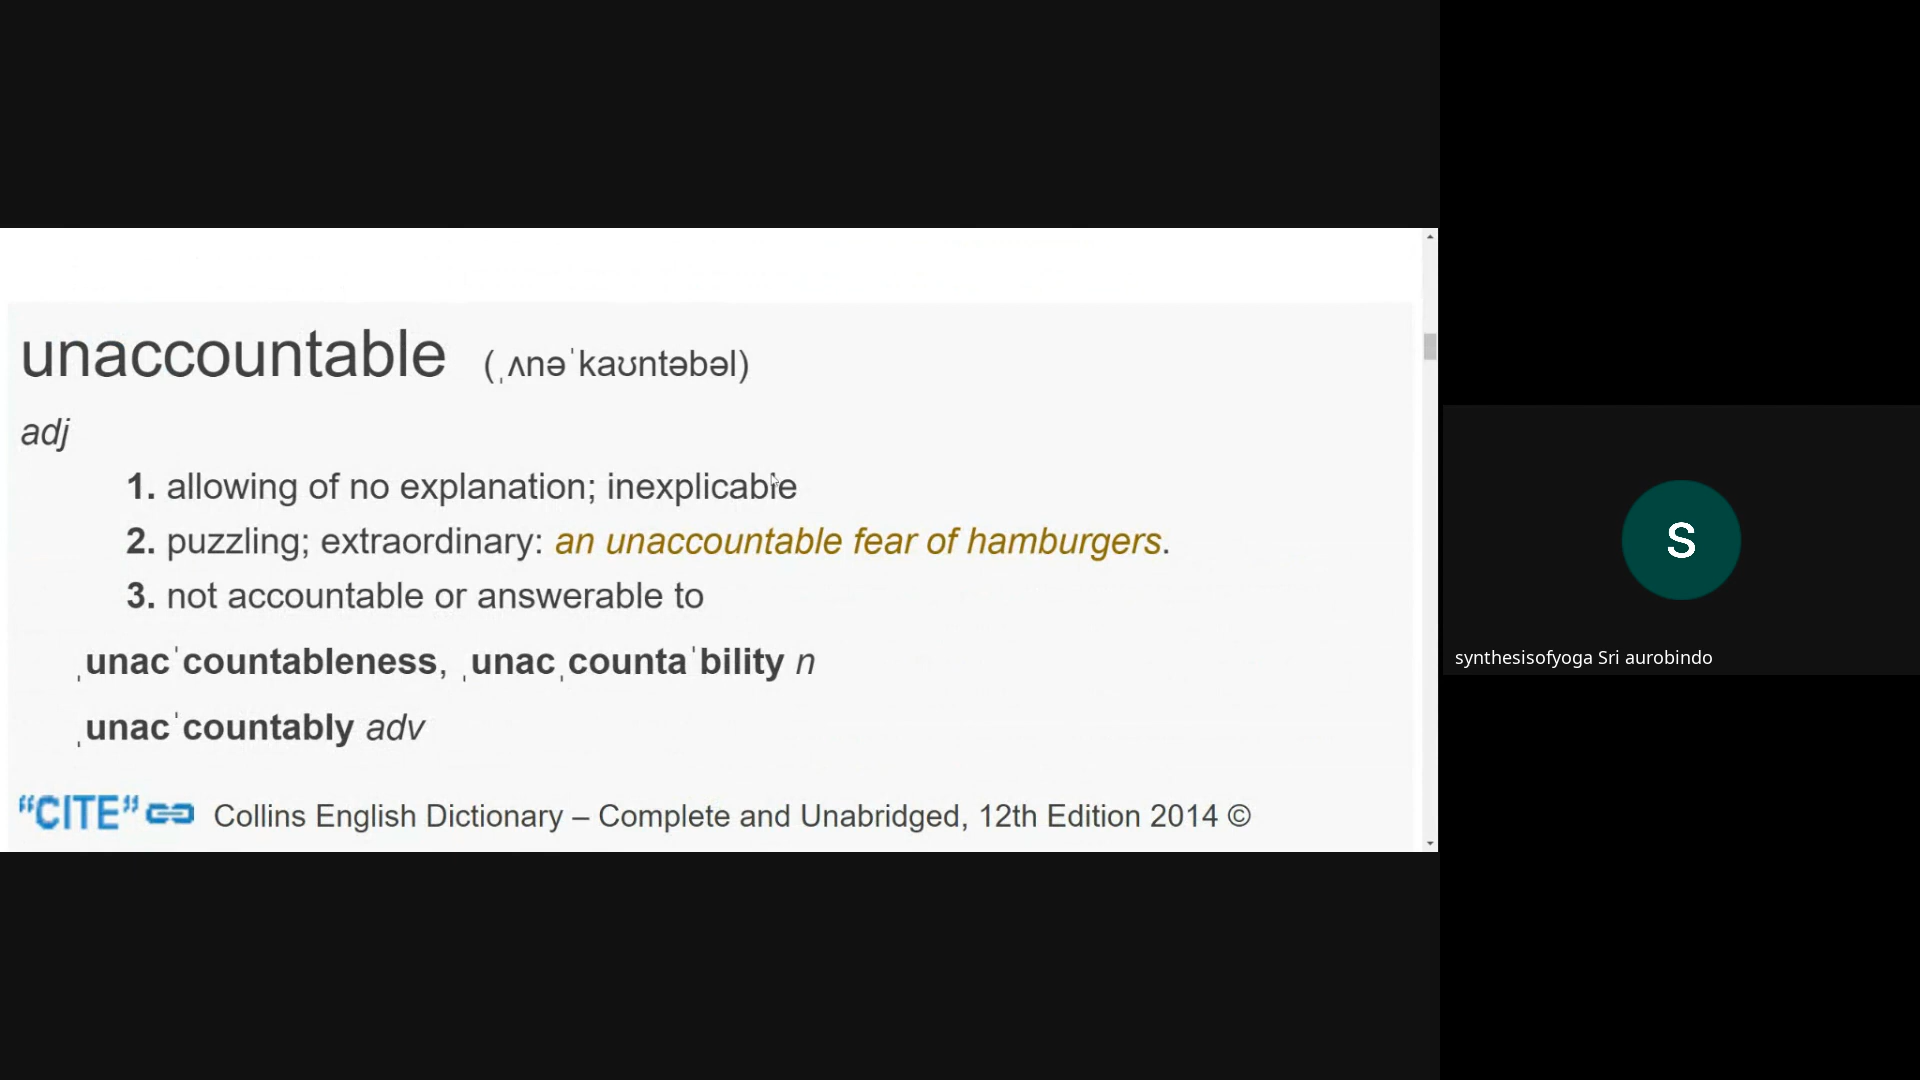 unaccountable (ˌʌnəˈkaʊntəbəl)
adj
1. allowing of no explanation; inexplicable
2. puzzling; extraordinary: an unaccountable fear of hamburgers.
3. not accountable or answerable to
ˌunacˈcountableness, ˌunacˌcountaˈbility n
ˌunacˈcountably adv
“CITE” Collins English Dictionary – Complete and Unabridged, 12th Edition 2014 ©
S
synthesisofyoga Sri aurobindo